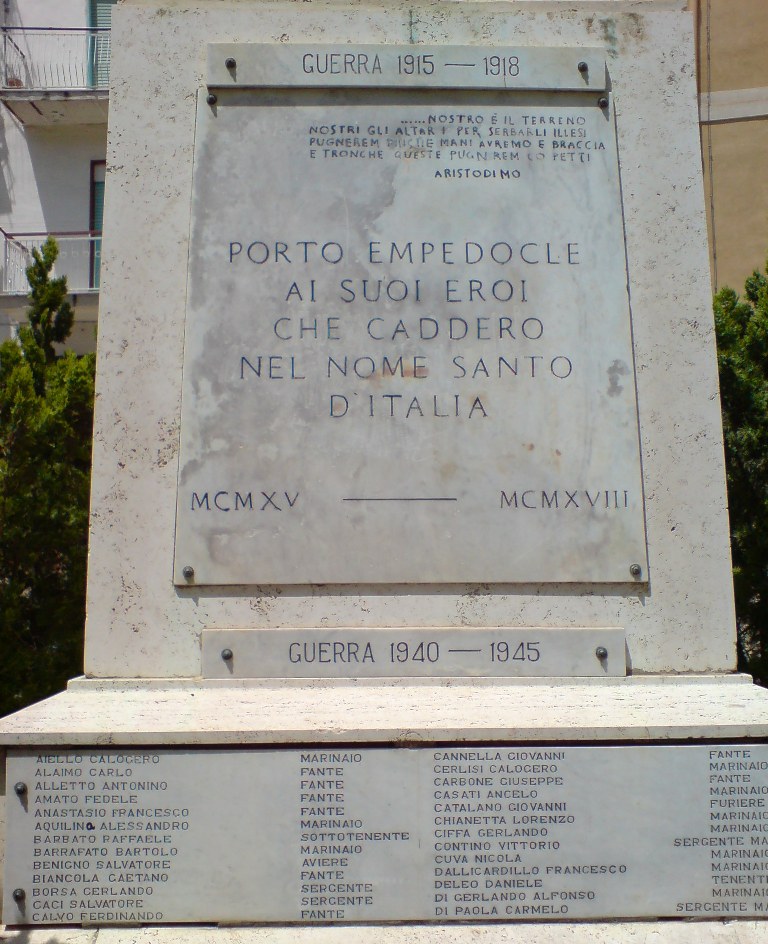 GUERRA 1915 — 1918
......NOSTRO È IL TERRENO
NOSTRI GLI ALTARI PER SERBARLI ILLESI
PUGNEREM FINCHE MANI AVREMO E BRACCIA
E TRONCHE QUESTE PUGNEREM CO PETTI
ARISTODIMO
PORTO EMPEDOCLE
AI SUOI EROI
CHE CADDERO
NEL NOME SANTO
D'ITALIA
MCMXV — MCMXVIII
GUERRA 1940 — 1945
AIELLO CALOGERO MARINAIO
ALAIMO CARLO FANTE
ALLETTO ANTONINO FANTE
AMATO FEDELE FANTE
ANASTASIO FRANCESCO FANTE
AQUILINA ALESSANDRO MARINAIO
BARBATO RAFFAELE SOTTOTENENTE
BARRAFATO BARTOLO MARINAIO
BENIGNO SALVATORE AVIERE
BIANCOLA GAETANO FANTE
BORSA GERLANDO SERGENTE
CACI SALVATORE SERGENTE
CALVO FERDINANDO FANTE
CANNELLA GIOVANNI FANTE
CERLISI CALOGERO MARINAIO
CARBONE GIUSEPPE FANTE
CASATI ANGELO MARINAIO
CATALANO GIOVANNI FURIERE
CHIANETTA LORENZO MARINAIO
CIFFA GERLANDO MARINAIO
CONTINO VITTORIO SERGENTE MA
CUVA NICOLA MARINAIO
DALLICARDILLO FRANCESCO MARINAIO
DELEO DANIELE TENENT
DI GERLANDO ALFONSO MARINAIO
DI PAOLA CARMELO SERGENTE MA